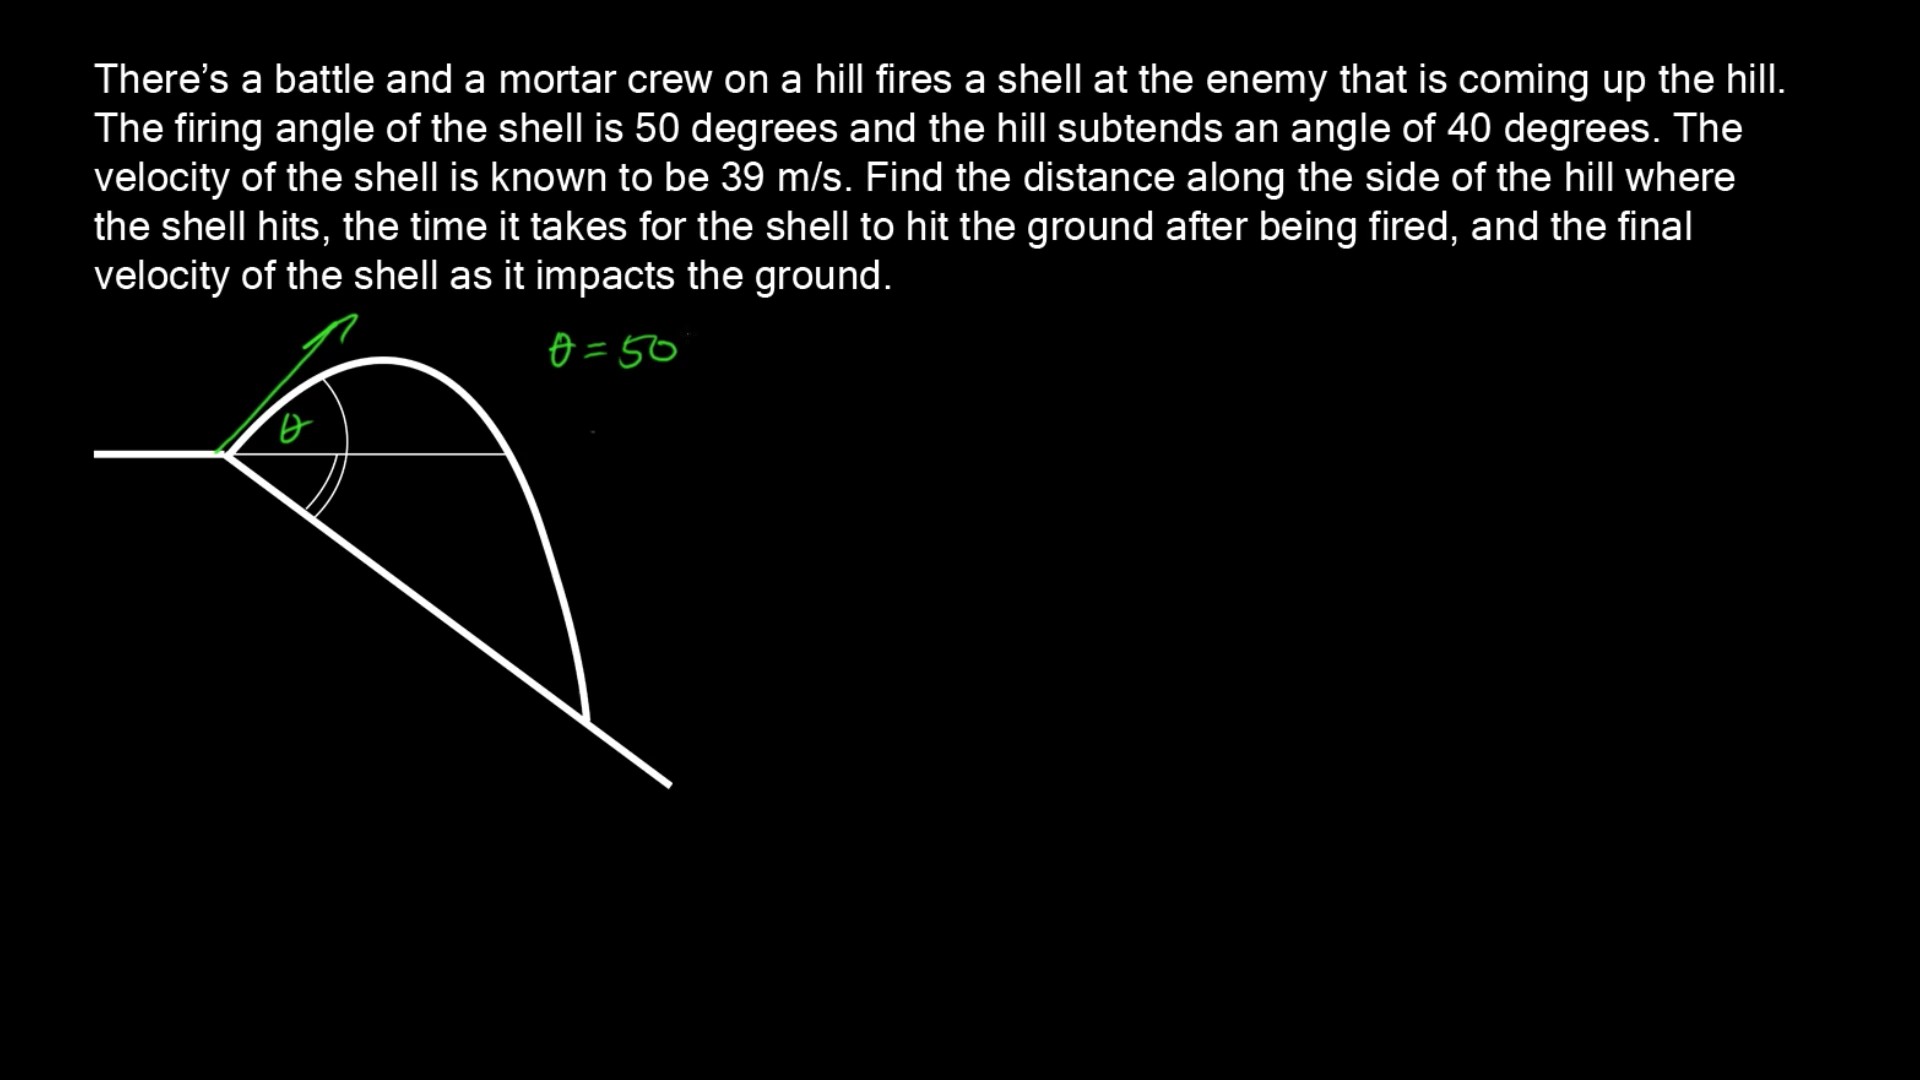 There’s a battle and a mortar crew on a hill fires a shell at the enemy that is coming up the hill.
The firing angle of the shell is 50 degrees and the hill subtends an angle of 40 degrees. The
velocity of the shell is known to be 39 m/s. Find the distance along the side of the hill where
the shell hits, the time it takes for the shell to hit the ground after being fired, and the final
velocity of the shell as it impacts the ground.
θ = 50
θ